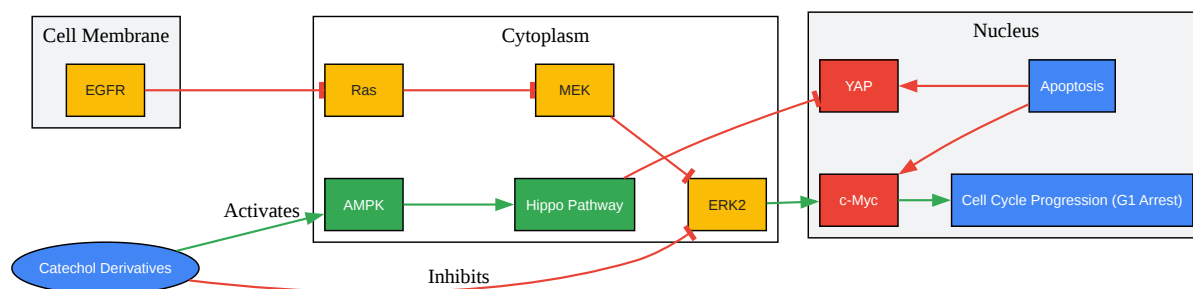 Cell Membrane
EGFR
Cytoplasm
Ras
MEK
AMPK
Hippo Pathway
ERK2
Nucleus
YAP
Apoptosis
c-Myc
Cell Cycle Progression (G1 Arrest)
Activates
Catechol Derivatives
Inhibits